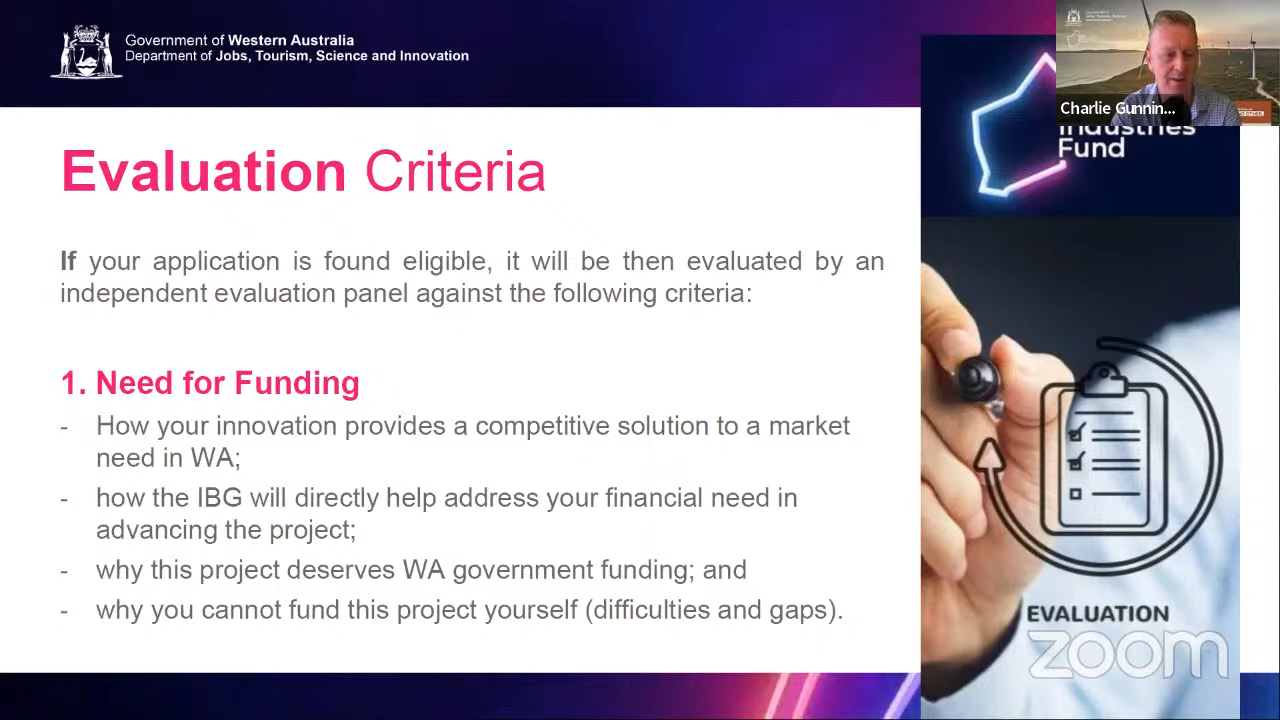 Government of Western Australia
Department of Jobs, Tourism, Science and Innovation
Charlie Gunnin...
Industries
Fund
Evaluation Criteria
If your application is found eligible, it will be then evaluated by an
independent evaluation panel against the following criteria:
1. Need for Funding
- How your innovation provides a competitive solution to a market
need in WA;
- how the IBG will directly help address your financial need in
advancing the project;
- why this project deserves WA government funding; and
- why you cannot fund this project yourself (difficulties and gaps).
EVALUATION
zoom